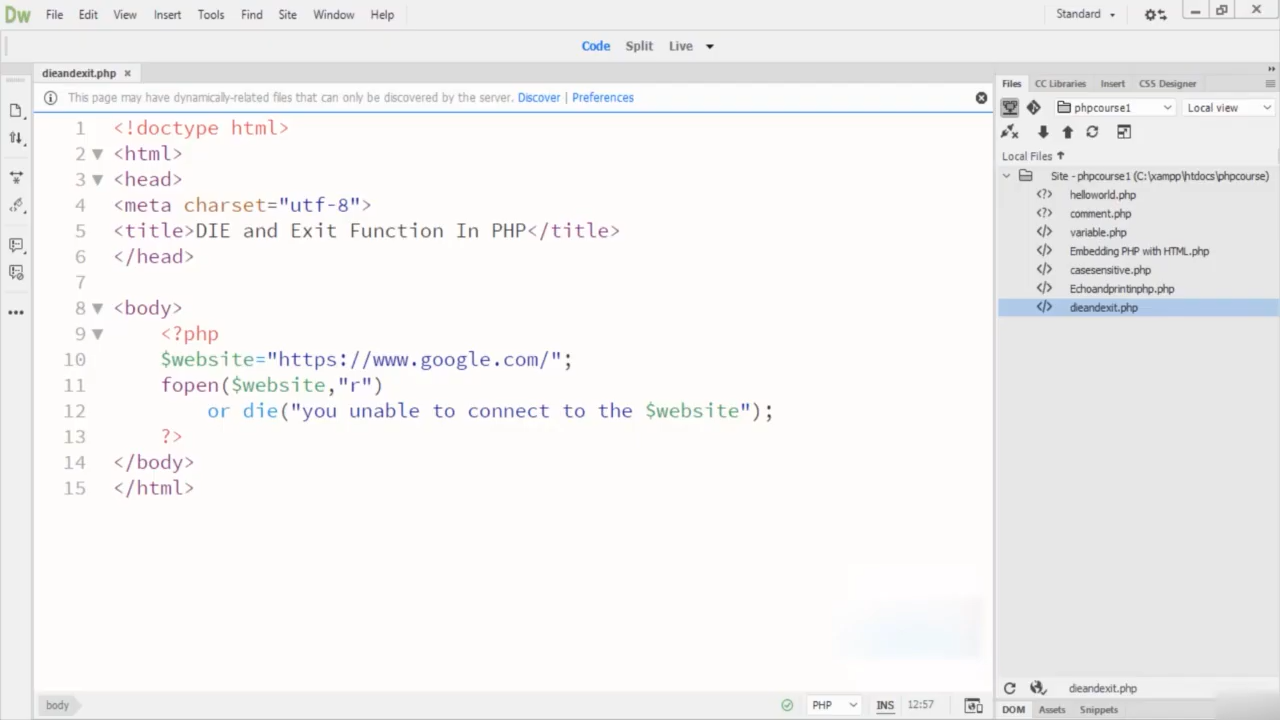 Dw File Edit View Insert Tools Find Site Window Help Standard
Code Split Live
dieandexit.php ×
This page may have dynamically-related files that can only be discovered by the server. Discover | Preferences
1 <!doctype html>
2 <html>
3 <head>
4 <meta charset="utf-8">
5 <title>DIE and Exit Function In PHP</title>
6 </head>
7
8 <body>
9 <?php
10 $website="https://www.google.com/";
11 fopen($website,"r")
12 or die("you unable to connect to the $website");
13 ?>
14 </body>
15 </html>
body
PHP INS 12:57
Files CC Libraries Insert CSS Designer
phpcourse1 Local view
Local Files
Site - phpcourse1 (C:\xampp\htdocs\phpcourse)
helloworld.php
comment.php
variable.php
Embedding PHP with HTML.php
casesensitive.php
Echoandprintinphp.php
dieandexit.php
dieandexit.php
DOM Assets Snippets